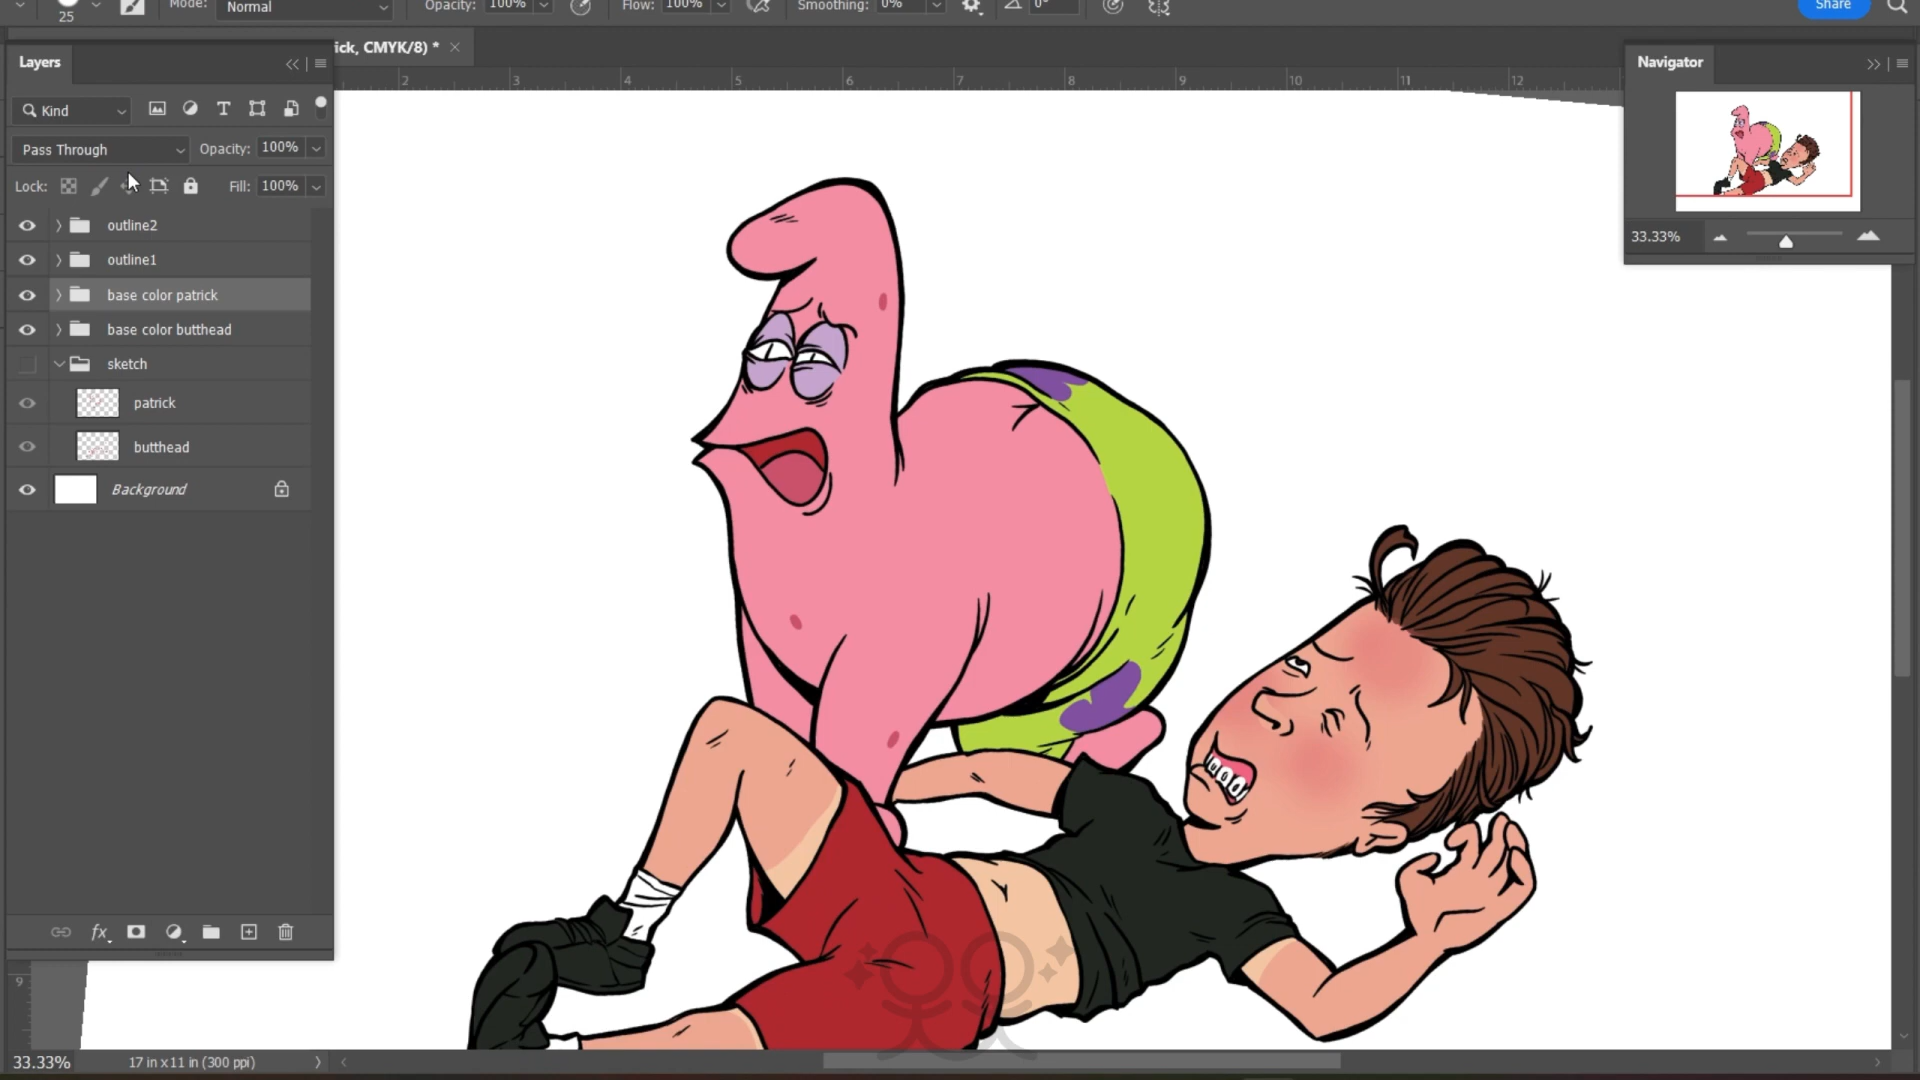 25
Mode:
Normal
Opacity:
100%
Flow:
100%
Smoothing:
0%
0°
Share
Layers
ick, CMYK/8) *
Navigator
2
3
4
5
6
7
8
9
10
11
12
Kind
Pass Through
Opacity:
100%
Lock:
Fill:
100%
33.33%
outline2
outline1
base color patrick
base color butthead
sketch
patrick
butthead
Background
fx
9
33.33%
17 in x 11 in (300 ppi)